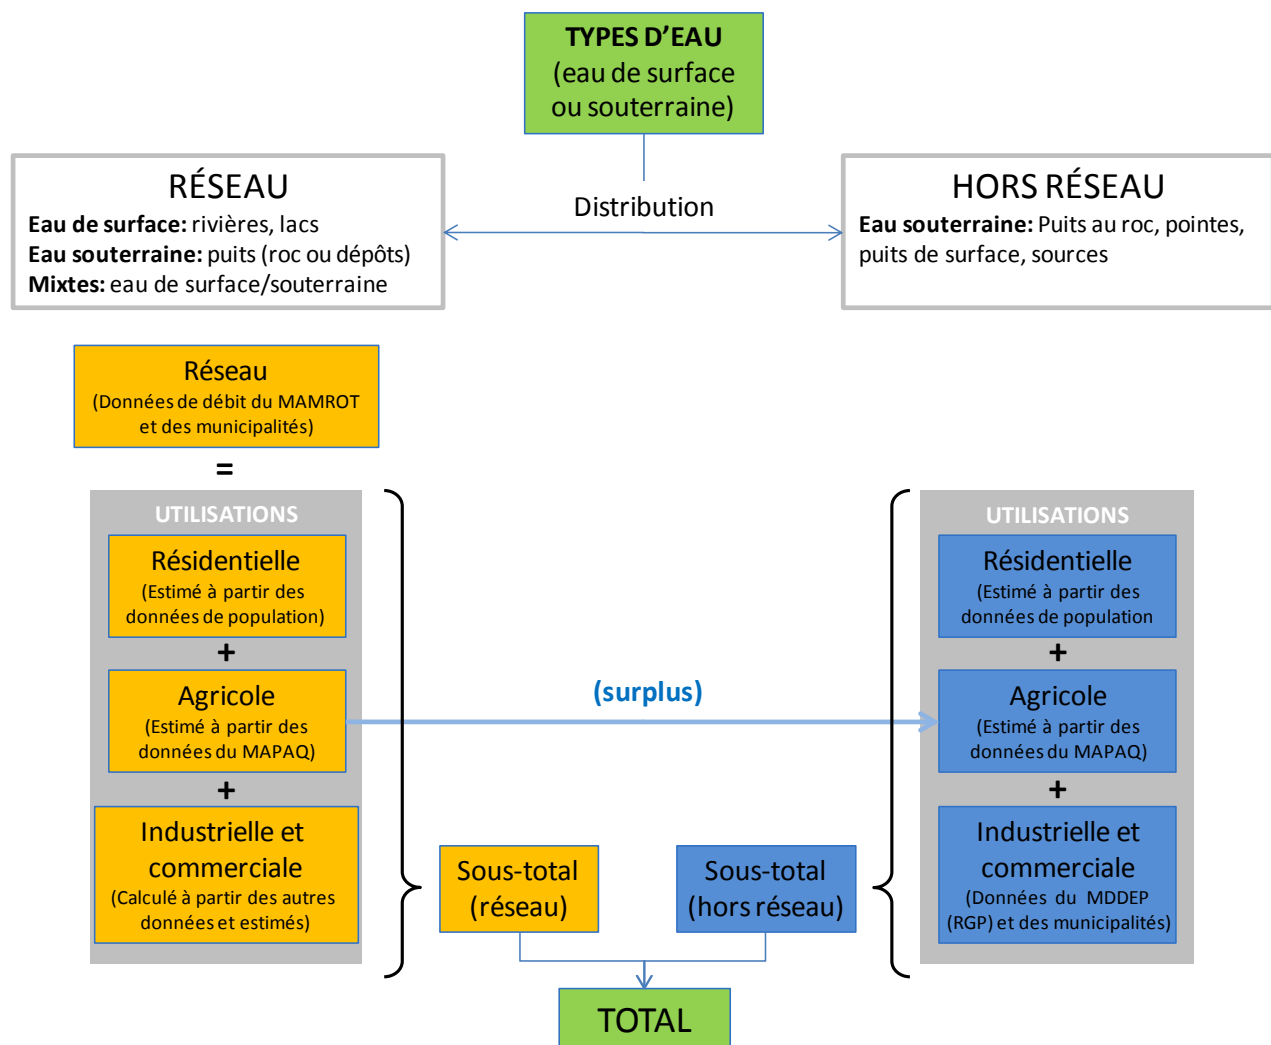 TYPES D’EAU
(eau de surface
ou souterraine)
RÉSEAU
Eau de surface: rivières, lacs
Eau souterraine: puits (roc ou dépôts)
Mixtes: eau de surface/souterraine
Distribution
HORS RÉSEAU
Eau souterraine: Puits au roc, pointes,
puits de surface, sources
Réseau
(Données de débit du MAMROT
et des municipalités)
=
UTILISATIONS
Résidentielle
(Estimé à partir des
données de population)
+
Agricole
(Estimé à partir des
données du MAPAQ)
+
Industrielle et
commerciale
(Calculé à partir des autres
données et estimés)
(surplus)
UTILISATIONS
Résidentielle
(Estimé à partir des
données de population
+
Agricole
(Estimé à partir des
données du MAPAQ)
+
Industrielle et
commerciale
(Données du MDDEP
(RGP) et des municipalités)
Sous-total
(réseau)
Sous-total
(hors réseau)
TOTAL